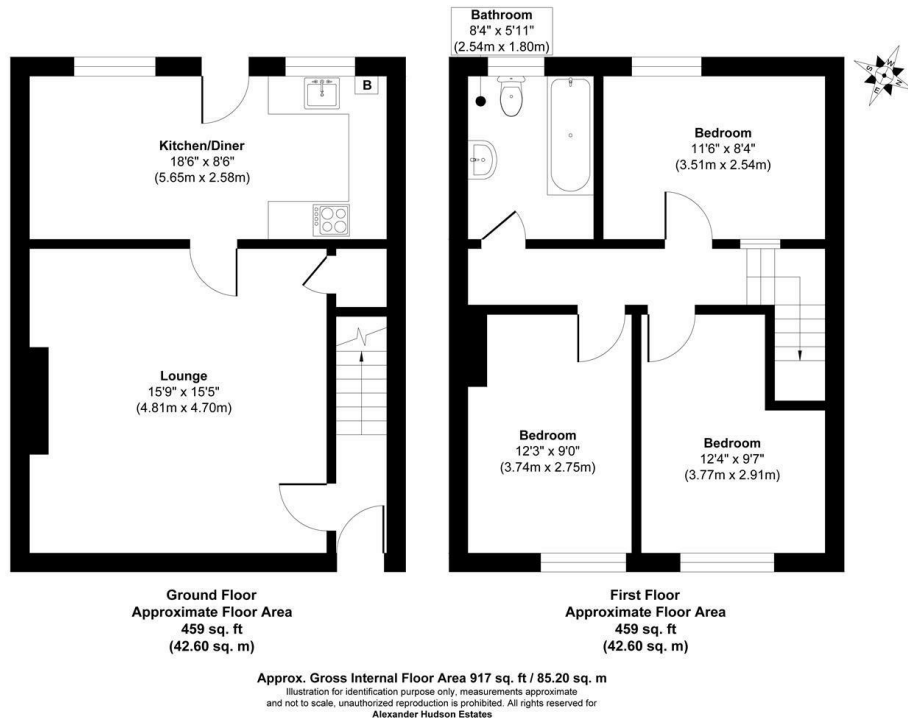 Bathroom
8'4" x 5'11"
(2.54m x 1.80m)
B
Kitchen/Diner
18'6" x 8'6"
(5.65m x 2.58m)
Bedroom
11'6" x 8'4"
(3.51m x 2.54m)
S
W
E
N
Lounge
15'9" x 15'5"
(4.81m x 4.70m)
Bedroom
12'3" x 9'0"
(3.74m x 2.75m)
Bedroom
12'4" x 9'7"
(3.77m x 2.91m)
Ground Floor
Approximate Floor Area
459 sq. ft
(42.60 sq. m)
First Floor
Approximate Floor Area
459 sq. ft
(42.60 sq. m)
Approx. Gross Internal Floor Area 917 sq. ft / 85.20 sq. m
Illustration for identification purpose only, measurements approximate
and not to scale, unauthorized reproduction is prohibited. All rights reserved for
Alexander Hudson Estates